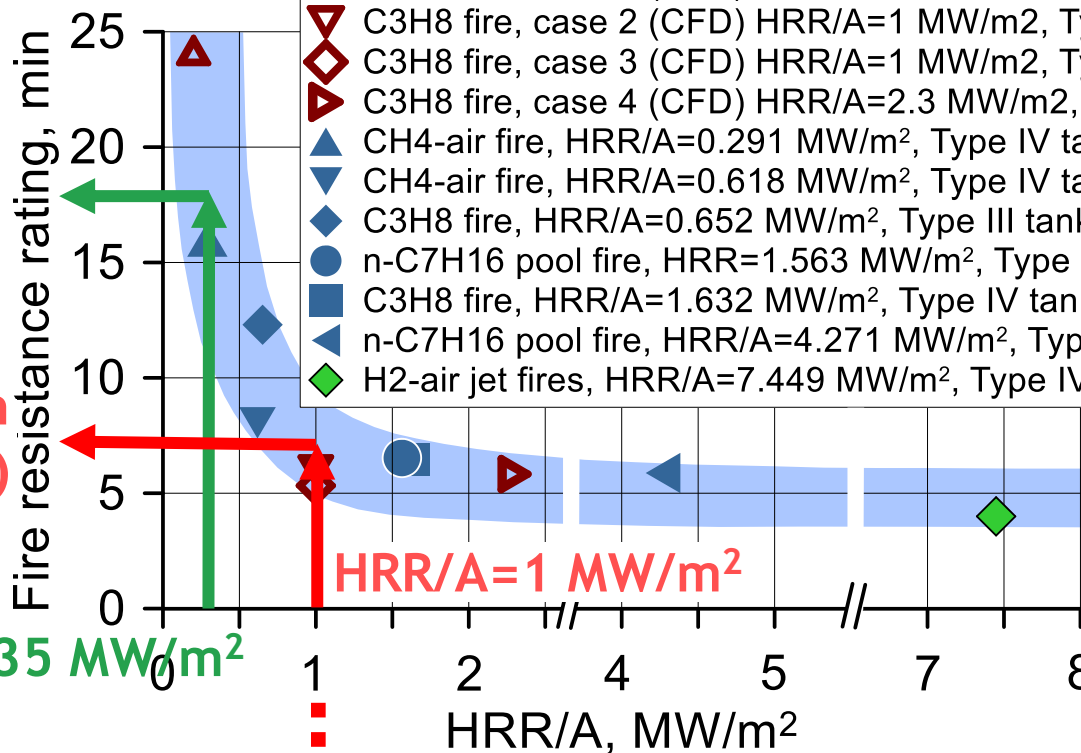 C3H8 fire, case 2 (CFD) HRR/A=1 MW/m2,
C3H8 fire, case 3 (CFD) HRR/A=1 MW/m2,
C3H8 fire, case 4 (CFD) HRR/A=2.3 MW/m2,
CH4-air fire, HRR/A=0.291 MW/m², Type IV ta
CH4-air fire, HRR/A=0.618 MW/m², Type IV ta
C3H8 fire, HRR/A=0.652 MW/m², Type III tank
n-C7H16 pool fire, HRR=1.563 MW/m², Type
C3H8 fire, HRR/A=1.632 MW/m², Type IV tan
n-C7H16 pool fire, HRR/A=4.271 MW/m², Typ
H2-air jet fires, HRR/A=7.449 MW/m², Type IV
Fire resistance rating, min
25
20
15
10
5
0
HRR/A=1 MW/m²
35 MW/m²
0 1 2 4 5 7 8
HRR/A, MW/m²